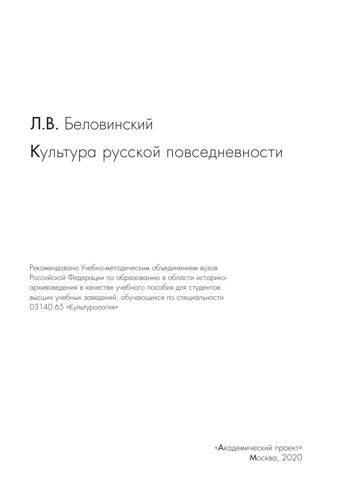 Л.В. Беловинский
Культура русской повседневности
Рекомендовано Учебно-методическим объединением вузов
Российской Федерации по образованию в области историко-
архивоведения в качестве учебного пособия для студентов
высших учебных заведений, обучающихся по специальности
03140.65 «Культурология»
«Академический проект»
Москва, 2020